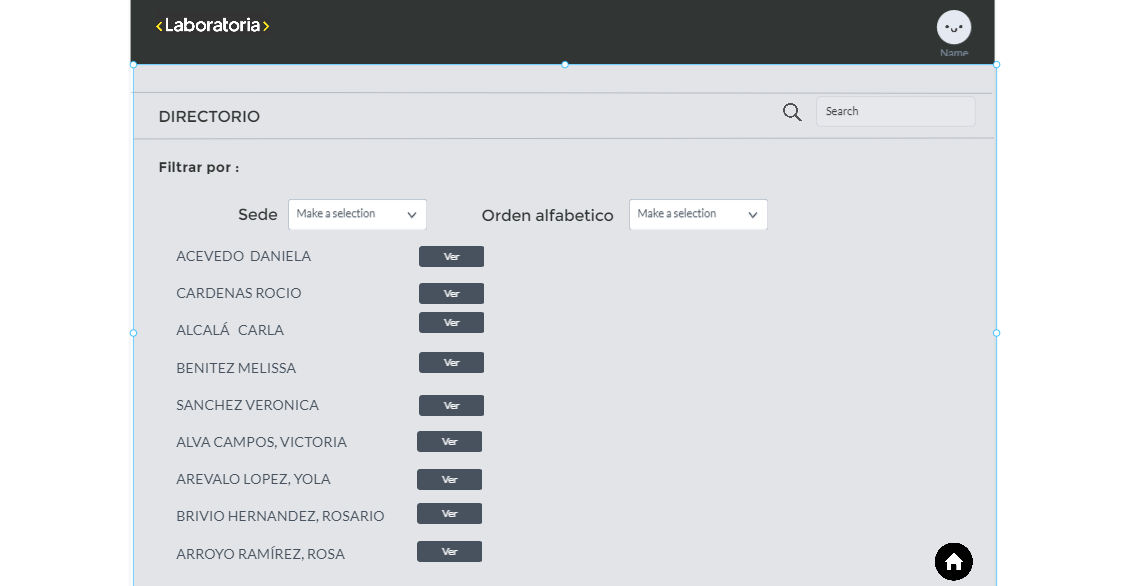 <Laboratoria>
Name
DIRECTORIO
Search
Filtrar por :
Sede Make a selection Orden alfabetico Make a selection
ACEVEDO DANIELA Ver
CARDENAS ROCIO Ver
ALCALÁ CARLA Ver
BENITEZ MELISSA Ver
SANCHEZ VERONICA Ver
ALVA CAMPOS, VICTORIA Ver
AREVALO LOPEZ, YOLA Ver
BRIVIO HERNANDEZ, ROSARIO Ver
ARROYO RAMÍREZ, ROSA Ver